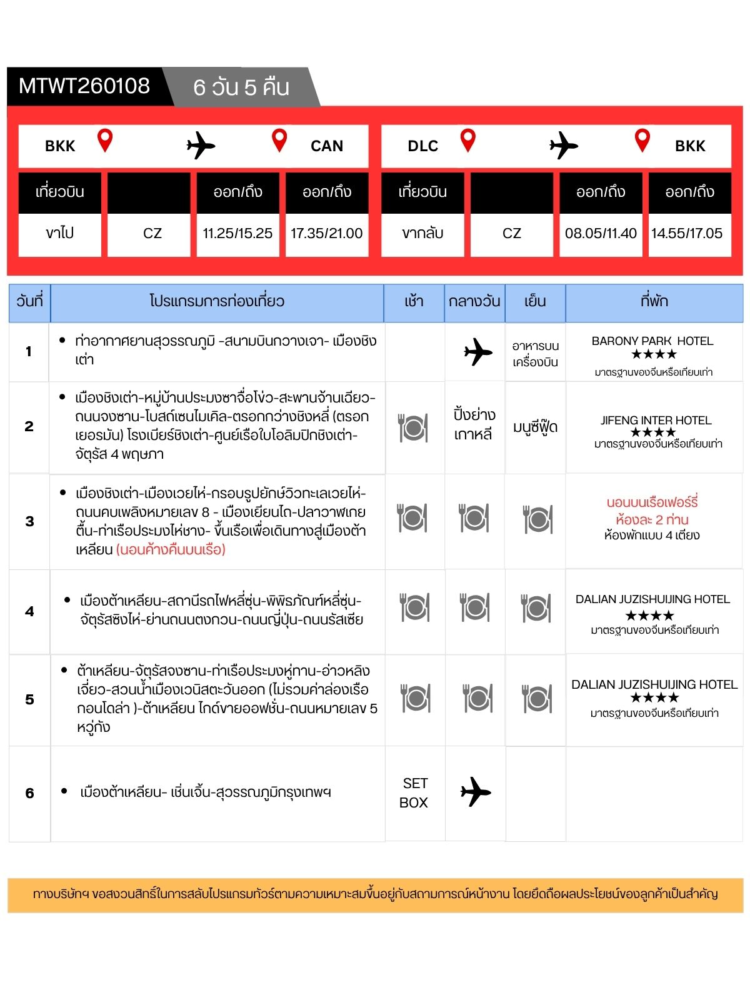 MTWT260108
6 วัน 5 คืน
BKK CAN DLC BKK
เที่ยวบิน ออก/ถึง ออก/ถึง เที่ยวบิน ออก/ถึง ออก/ถึง
ขาไป CZ 11.25/15.25 17.35/21.00 ขากลับ CZ 08.05/11.40 14.55/17.05
วันที่ โปรแกรมการท่องเที่ยว เช้า กลางวัน เย็น ที่พัก
1
• ท่าอากาศยานสุวรรณภูมิ -สนามบินกวางเจา- เมืองชิง
เต่า
อาหารบน
เครื่องบิน
BARONY PARK HOTEL
★★★★
มาตรฐานของจีนหรือเทียบเท่า
2
• เมืองชิงเต่า-หมู่บ้านประมงซาจื่อโข่ว-สะพานจ้านเฉียว-
ถนนจงซาน-โบสถ์เซนไมเคิล-ตรอกกว่างชิงหลี่ (ตรอก
เยอรมัน) โรงเบียร์ชิงเต่า-ศูนย์เรือใบโอลิมปิกชิงเต่า-
จัตุรัส 4 พฤษภา
ปิ้งย่าง
เกาหลี
มนูซีฟู๊ด
JIFENG INTER HOTEL
★★★★
มาตรฐานของจีนหรือเทียบเท่า
3
• เมืองชิงเต่า-เมืองเวยไห่-กรอบรูปยักษ์วิวทะเลเวยไห่-
ถนนคบเพลิงหมายเลข 8 - เมืองเยียนไถ-ปลาวาฬเกย
ตื้น-ท่าเรือประมงไห่ชาง- ขึ้นเรือเพื่อเดินทางสู่เมืองต้า
เหลียน (นอนค้างคืนบนเรือ)
นอนบนเรือเฟอร์รี่
ห้องละ 2 ท่าน
ห้องพักแบบ 4 เตียง
4
• เมืองต้าเหลียน-สถานีรถไฟหลี่ซุ่น-พิพิธภัณฑ์หลี่ซุ่น-
จัตุรัสซิงไห่-ย่านถนนตงกวน-ถนนญี่ปุ่น-ถนนรัสเซีย
DALIAN JUZISHUIJING HOTEL
★★★★
มาตรฐานของจีนหรือเทียบเท่า
5
• ต้าเหลียน-จัตุรัสจงซาน-ท่าเรือประมงหู่ทาน-อ่าวหลิง
เจี่ยว-สวนน้ำเมืองเวนิสตะวันออก (ไม่รวมค่าล่องเรือ
กอนโดล่า )-ต้าเหลียน ไกด์ขายออฟชั่น-ถนนหมายเลข 5
หวู่กัง
DALIAN JUZISHUIJING HOTEL
★★★★
มาตรฐานของจีนหรือเทียบเท่า
6
• เมืองต้าเหลียน- เชิ่นเจิ้น-สุวรรณภูมิกรุงเทพฯ
SET
BOX
ทางบริษัทฯ ขอสงวนสิทธิ์ในการสลับโปรแกรมทัวร์ตามความเหมาะสมขึ้นอยู่กับสถามการณ์หน้างาน โดยยึดถือผลประโยชน์ของลูกค้าเป็นสำคัญ